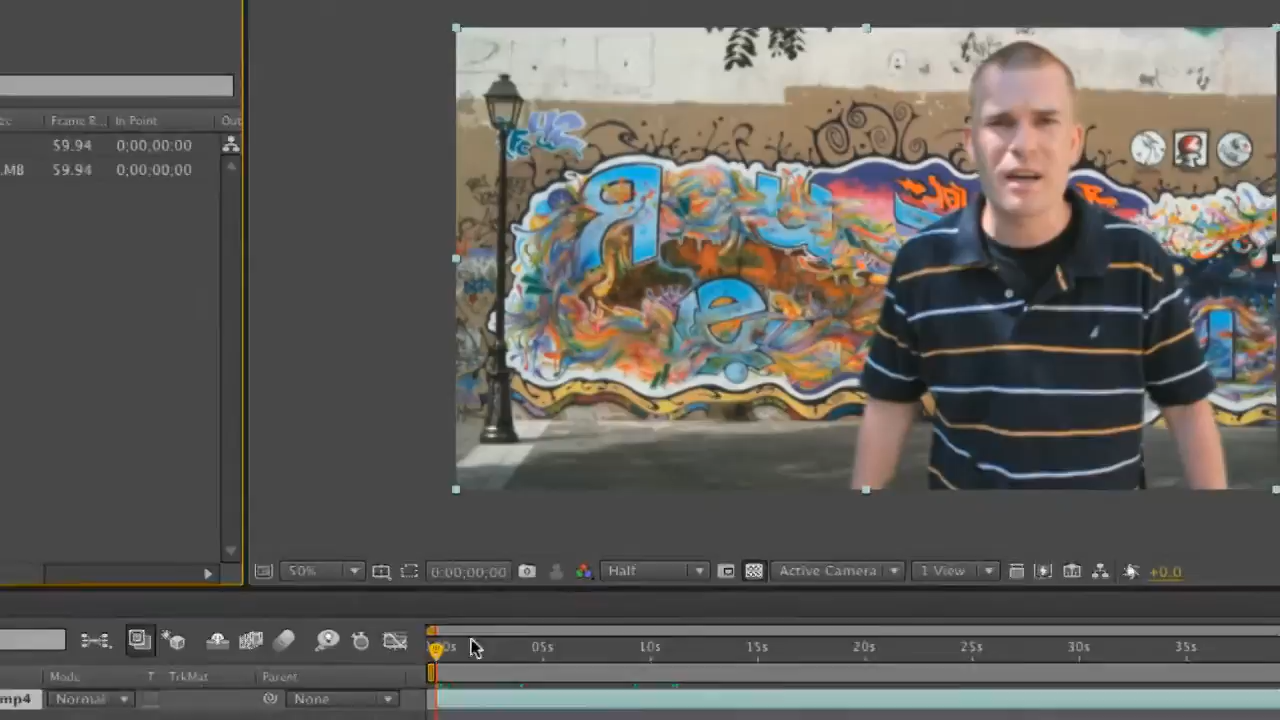 Frame R... In Point Out
59.94 0;00;00;00
.MB 59.94 0;00;00;00
50% 0;00;00;00 Half Active Camera 1 View +0.0
05s 10s 15s 20s 25s 30s 35s
Mode T TrkMat Parent
mp4 Normal None